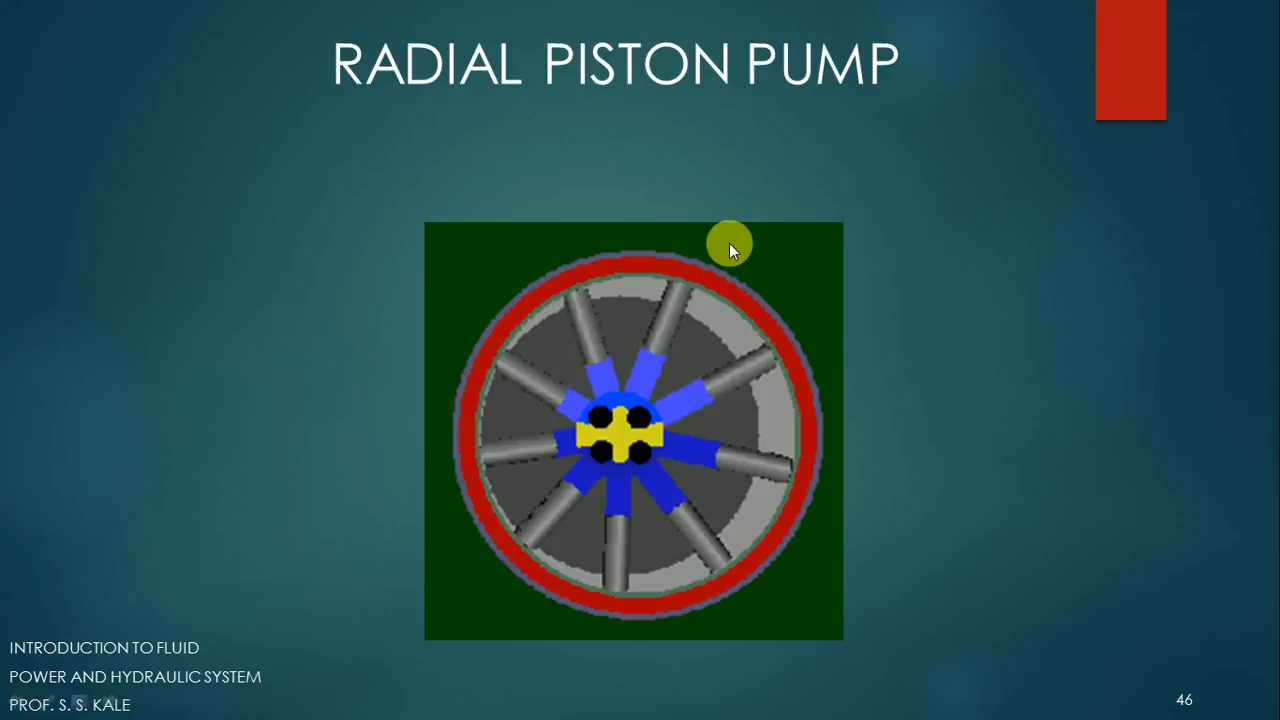 RADIAL PISTON PUMP
INTRODUCTION TO FLUID
POWER AND HYDRAULIC SYSTEM
PROF. S. S. KALE
46